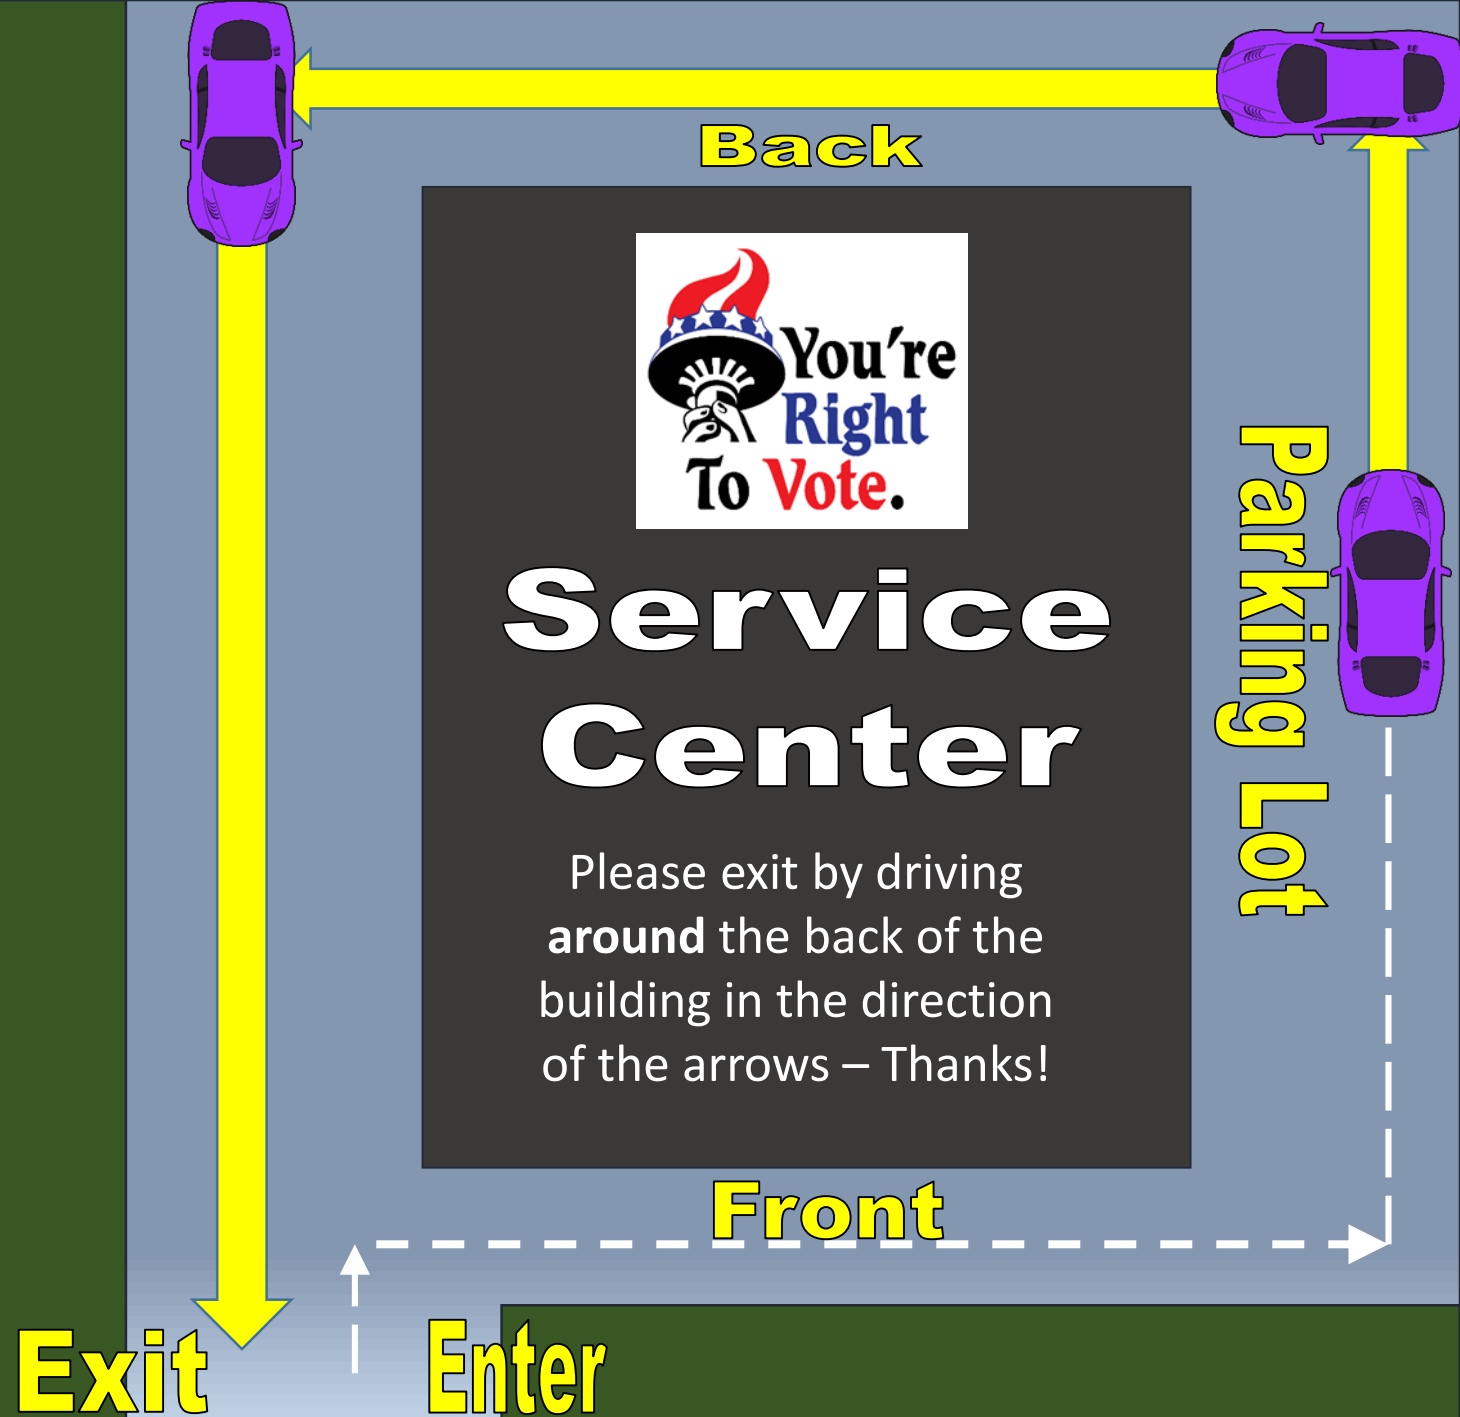 Back
You're
Right
To Vote.
Service
Center
Please exit by driving
around the back of the
building in the direction
of the arrows – Thanks!
Parking Lot
Front
Exit
Enter